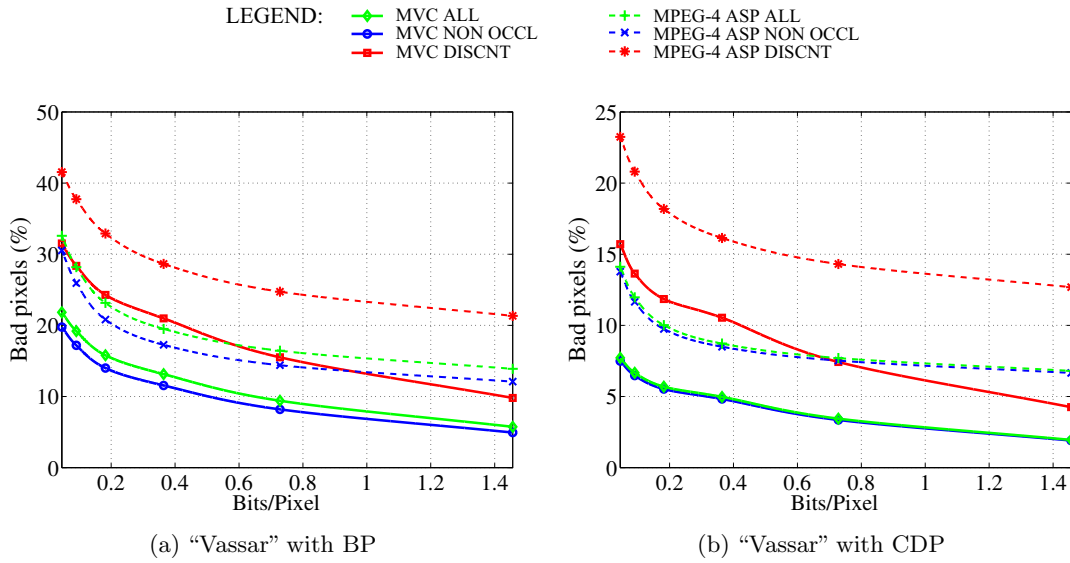 LEGEND:
MVC ALL
MVC NON OCCL
MVC DISCNT
MPEG-4 ASP ALL
MPEG-4 ASP NON OCCL
MPEG-4 ASP DISCNT
50
40
30
20
10
0
Bad pixels (%)
0.2 0.4 0.6 0.8 1 1.2 1.4
Bits/Pixel
(a) “Vassar” with BP
25
20
15
10
5
0
Bad pixels (%)
0.2 0.4 0.6 0.8 1 1.2 1.4
Bits/Pixel
(b) “Vassar” with CDP